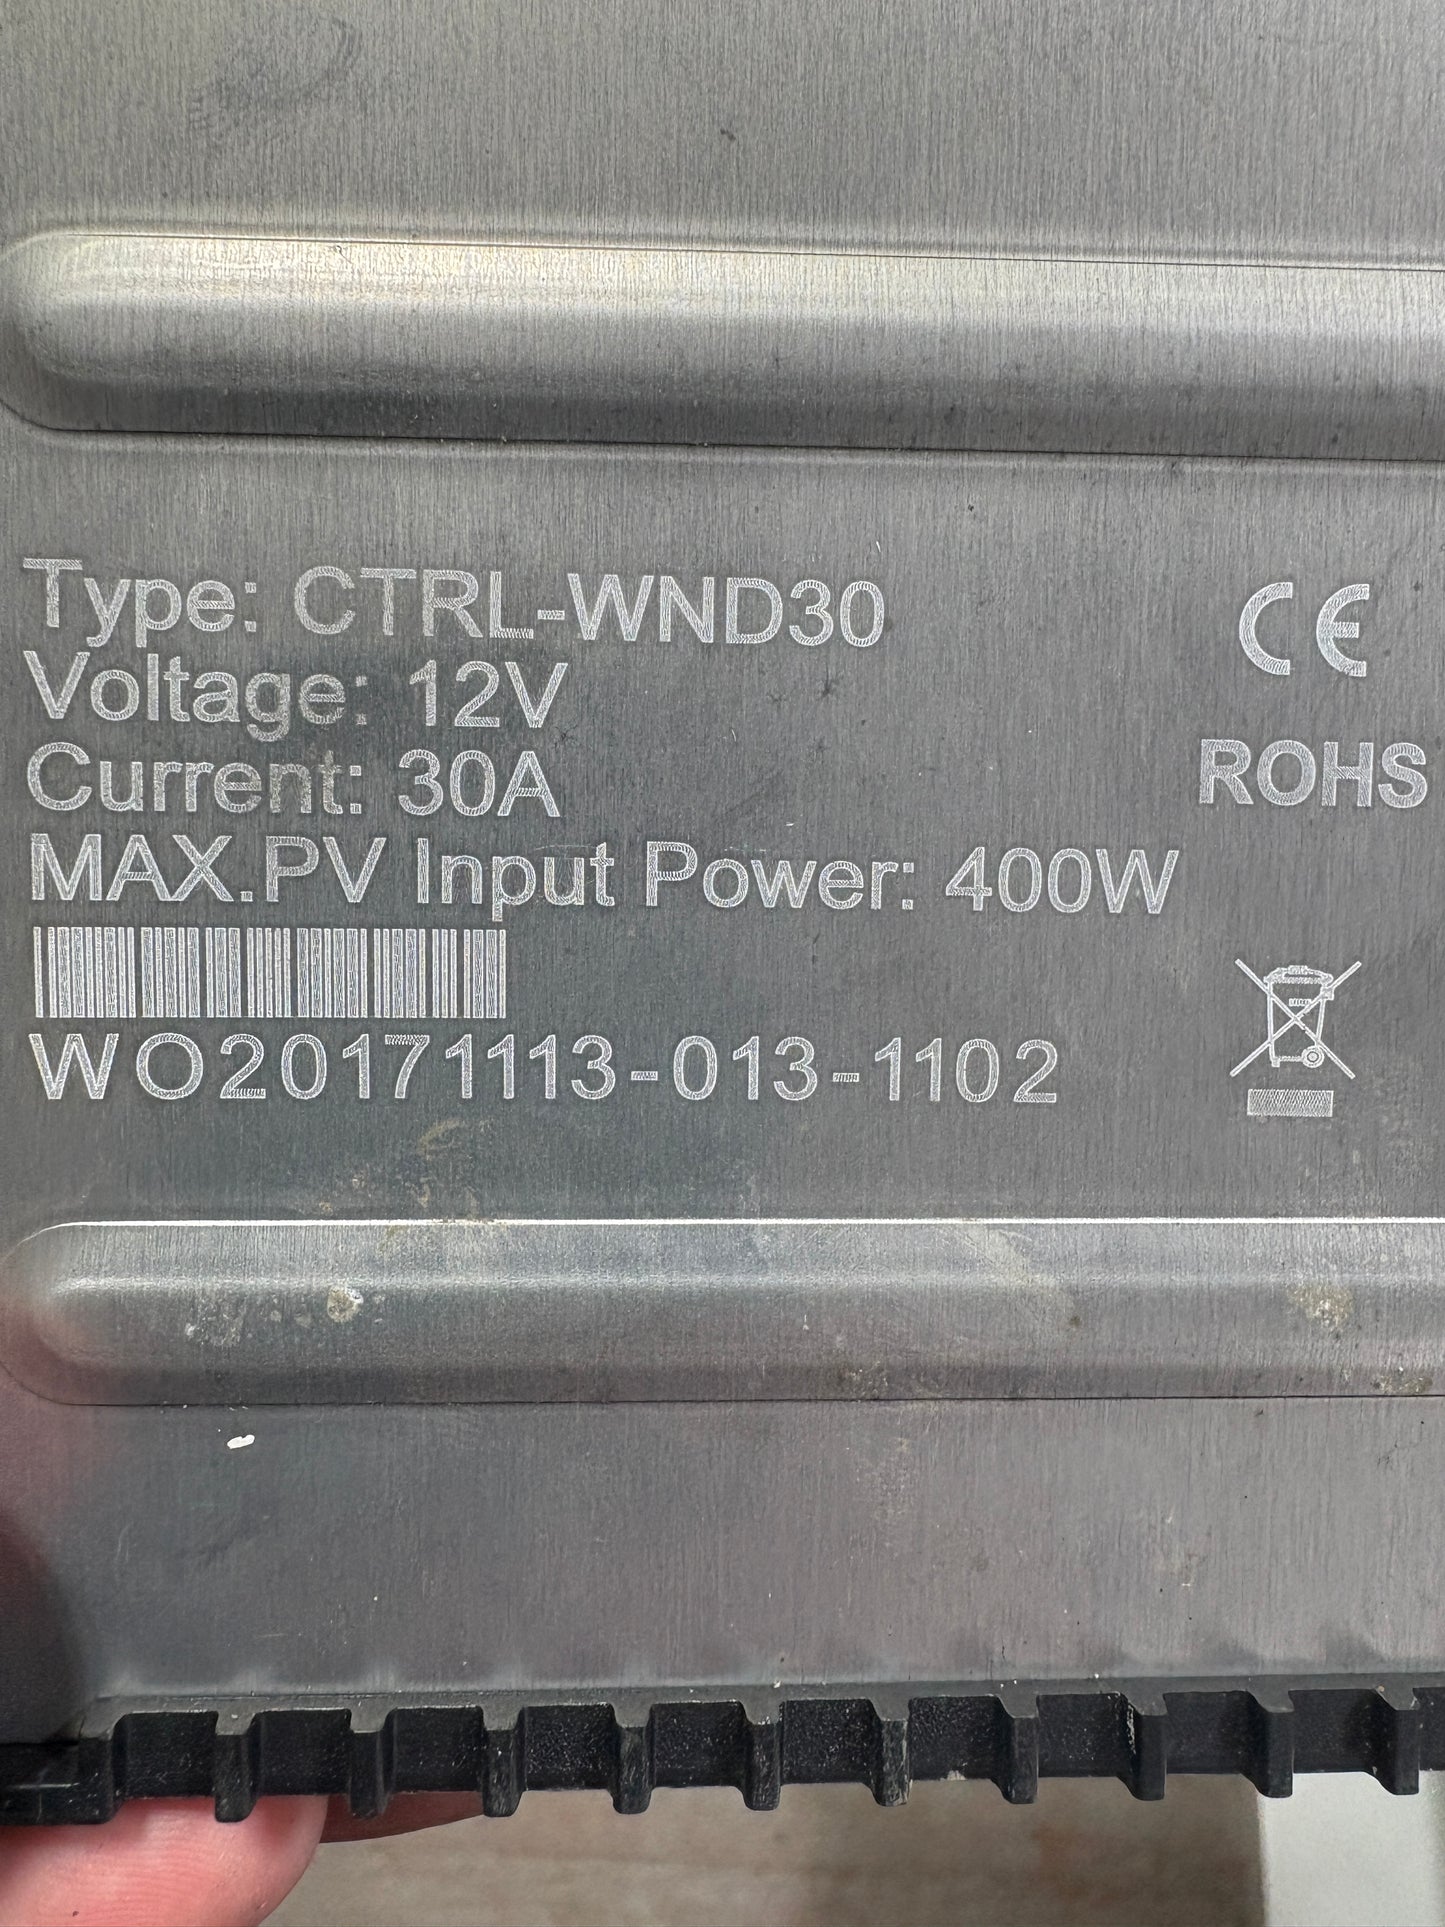 Type: CTRL-WND30
Voltage: 12V
Current: 30A
MAX.PV Input Power: 400W
WO20171113-013-1102
CE
ROHS